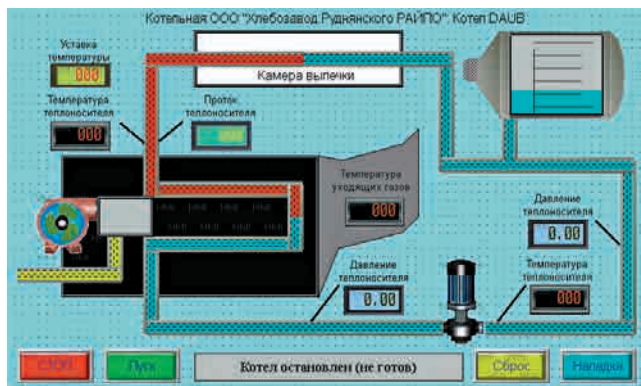 Котельная ООО "Хлебозавод Руднянского РАЙПО". Котел DAUB
Уставка
температуры
000
Температура
теплоносителя
000
Проток
теплоносителя
Камера выпечки
Температура
уходящих газов
000
Давление
теплоносителя
0.00
Давление
теплоносителя
0.00
Температура
теплоносителя
000
СТОП
Пуск
Котел остановлен (не готов)
Сброс
Наладка